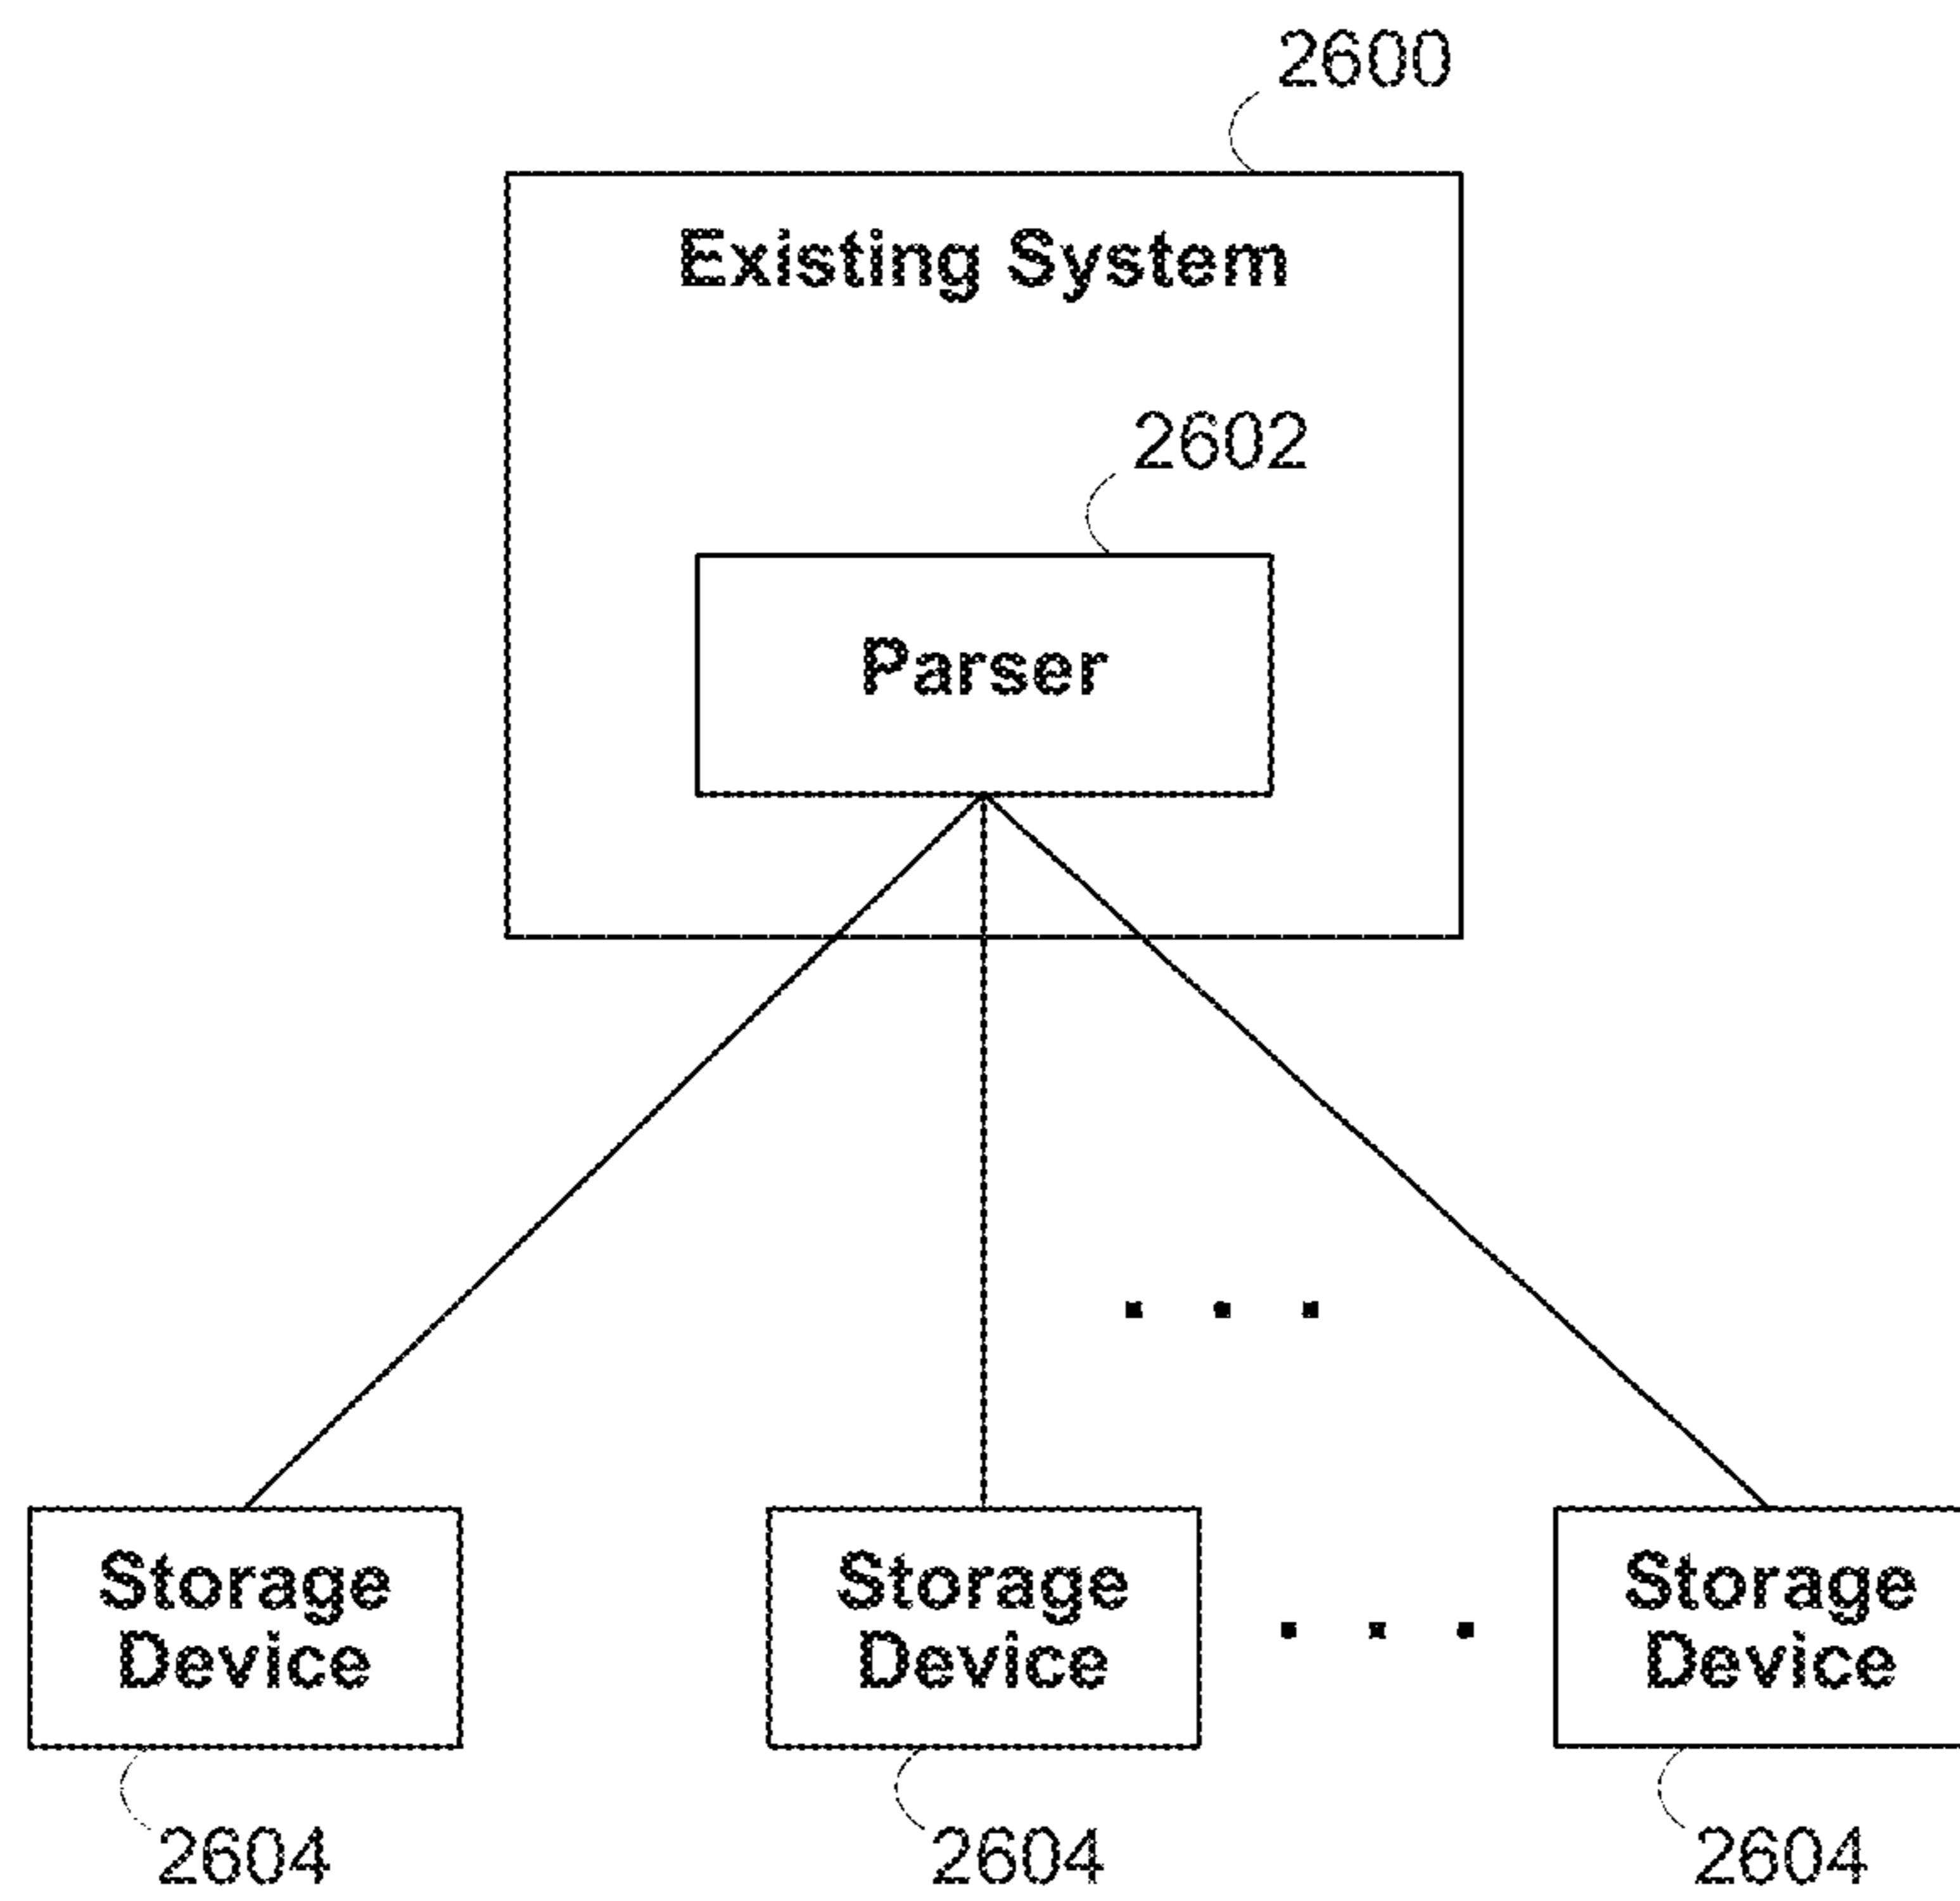 2600
Existing System
2602
Parser
. . .
Storage
Device
Storage
Device
. . .
Storage
Device
2604
2604
2604